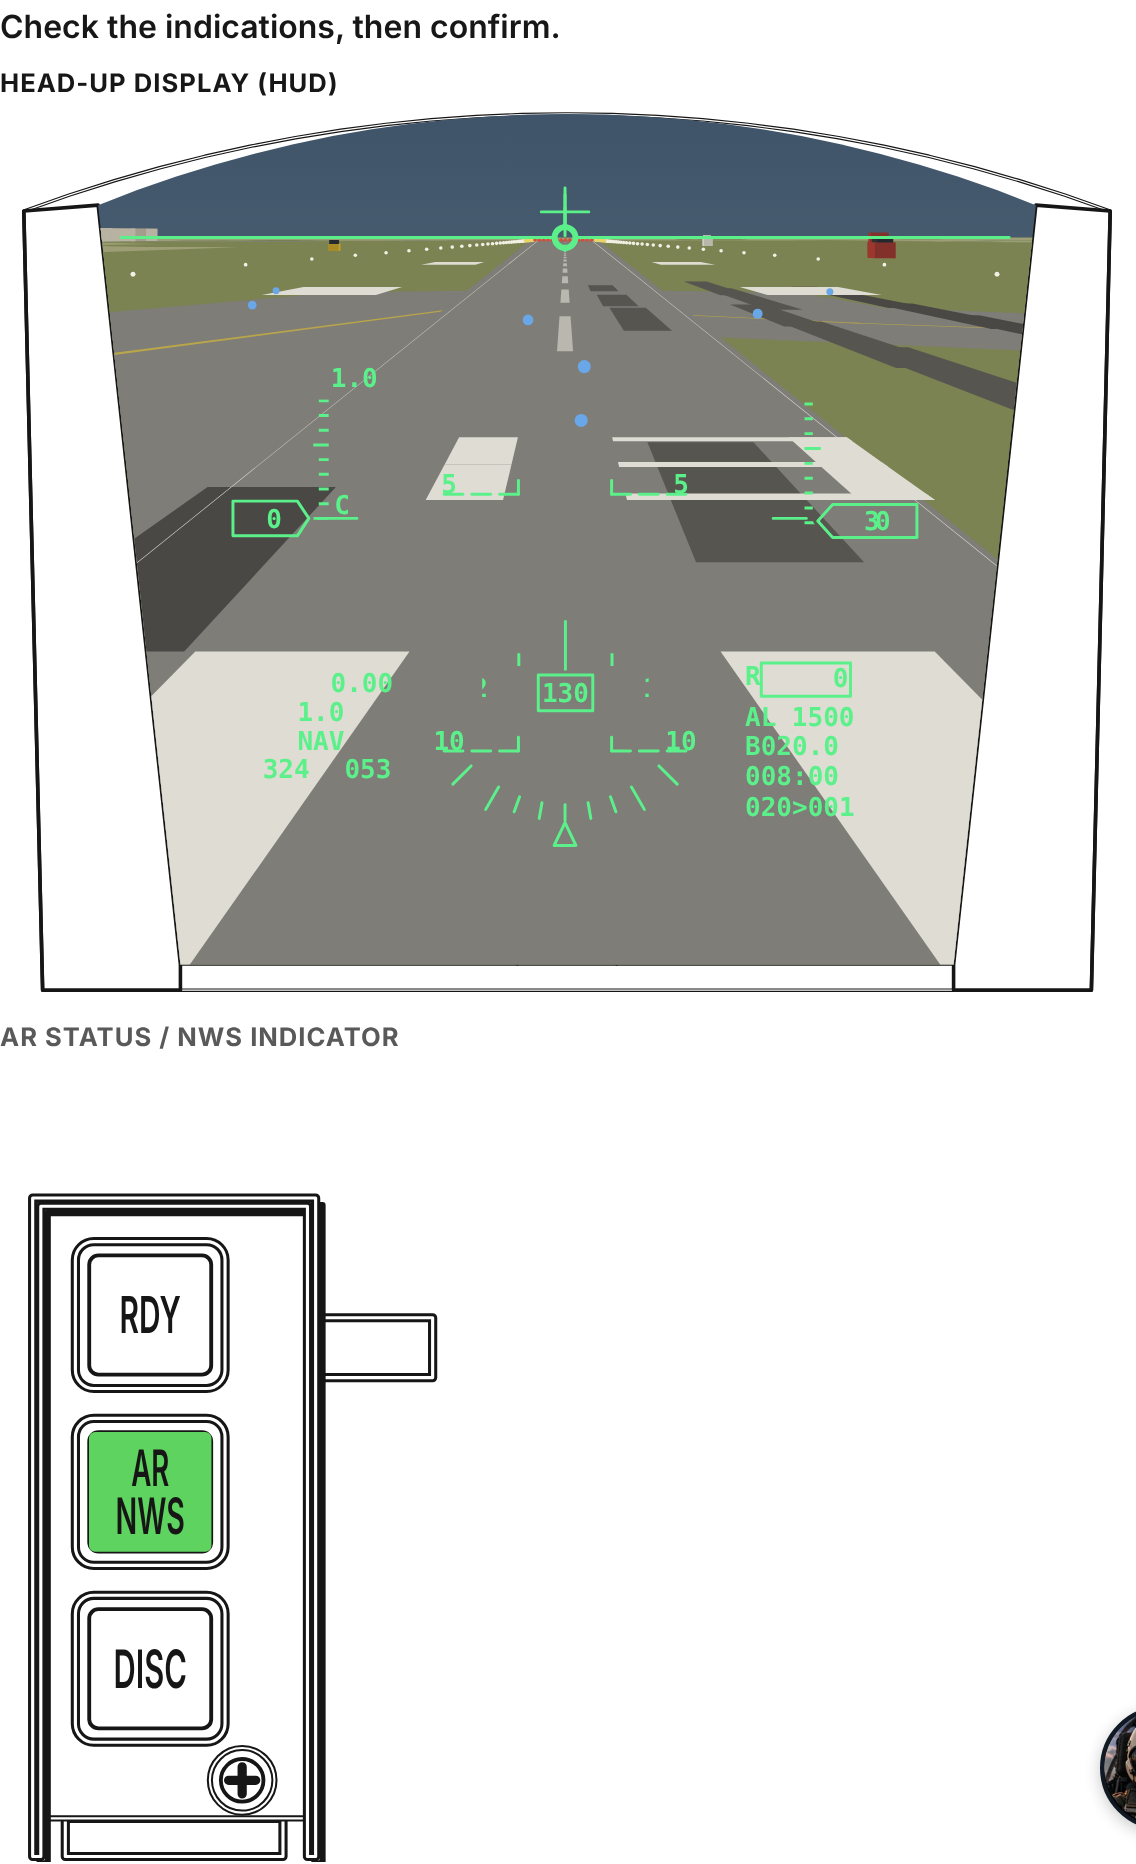 Check the indications, then confirm.
HEAD-UP DISPLAY (HUD)
1.0
5 5
C
0
30
R 0
0.00
130
AL 1500
1.0
10 10
B020.0
NAV
324 053
008:00
020>001
AR STATUS / NWS INDICATOR
RDY
AR
NWS
DISC